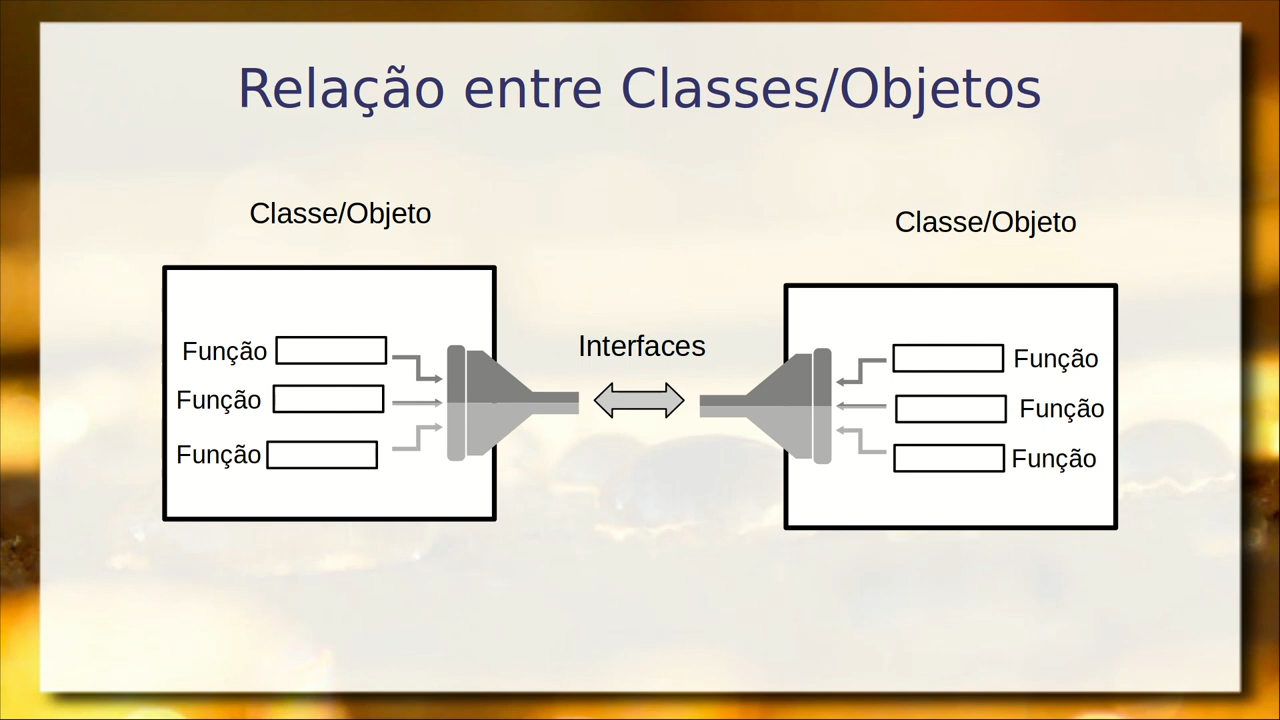 Relação entre Classes/Objetos
Classe/Objeto
Classe/Objeto
Função
Função
Função
Interfaces
Função
Função
Função